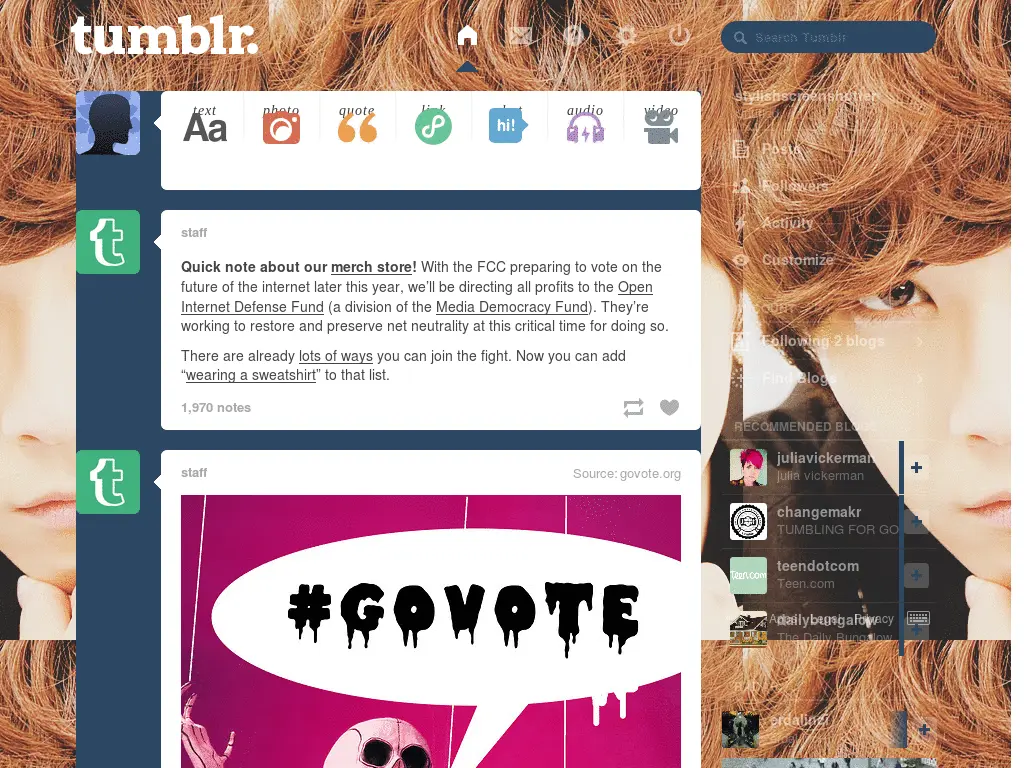 tumblr.
Search Tumblr
text photo quote link chat audio video
Aa
hi!
stylishscreenshotter
Posts
Followers
Activity
Customize
Following 2 blogs
Find Blogs
RECOMMENDED BLOGS
juliavickerman
julia vickerman
changemakr
TUMBLING FOR GO
teendotcom
Teen.com
Teen.com
dailybungalow
The Daily Bungalow
Apps Legal Privacy
erdalinci
staff
Quick note about our merch store! With the FCC preparing to vote on the
future of the internet later this year, we’ll be directing all profits to the Open
Internet Defense Fund (a division of the Media Democracy Fund). They’re
working to restore and preserve net neutrality at this critical time for doing so.
There are already lots of ways you can join the fight. Now you can add
“wearing a sweatshirt” to that list.
1,970 notes
staff
Source: govote.org
#GOVOTE